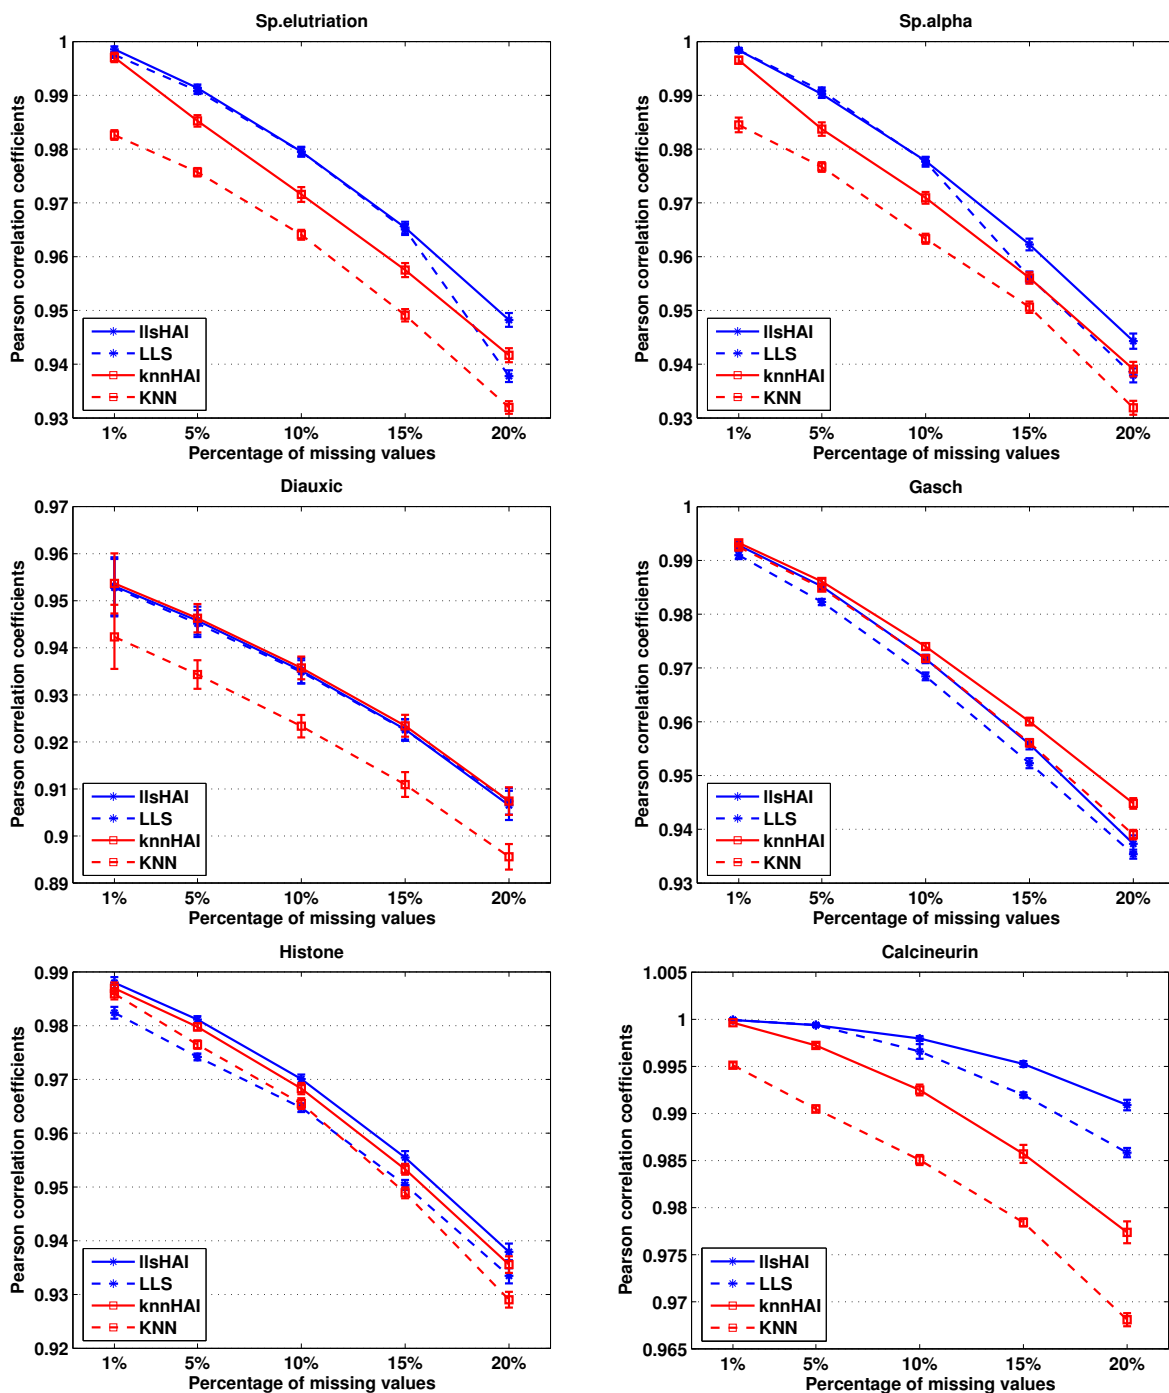 Sp.elutriation
1
0.99
0.98
0.97
0.96
0.95
0.94
0.93
Pearson correlation coefficients
llsHAI
LLS
knnHAI
KNN
1% 5% 10% 15% 20%
Percentage of missing values
Sp.alpha
1
0.99
0.98
0.97
0.96
0.95
0.94
0.93
Pearson correlation coefficients
llsHAI
LLS
knnHAI
KNN
1% 5% 10% 15% 20%
Percentage of missing values
Diauxic
0.97
0.96
0.95
0.94
0.93
0.92
0.91
0.9
0.89
Pearson correlation coefficients
llsHAI
LLS
knnHAI
KNN
1% 5% 10% 15% 20%
Percentage of missing values
Gasch
1
0.99
0.98
0.97
0.96
0.95
0.94
0.93
Pearson correlation coefficients
llsHAI
LLS
knnHAI
KNN
1% 5% 10% 15% 20%
Percentage of missing values
Histone
0.99
0.98
0.97
0.96
0.95
0.94
0.93
0.92
Pearson correlation coefficients
llsHAI
LLS
knnHAI
KNN
1% 5% 10% 15% 20%
Percentage of missing values
Calcineurin
1.005
1
0.995
0.99
0.985
0.98
0.975
0.97
0.965
Pearson correlation coefficients
llsHAI
LLS
knnHAI
KNN
1% 5% 10% 15% 20%
Percentage of missing values